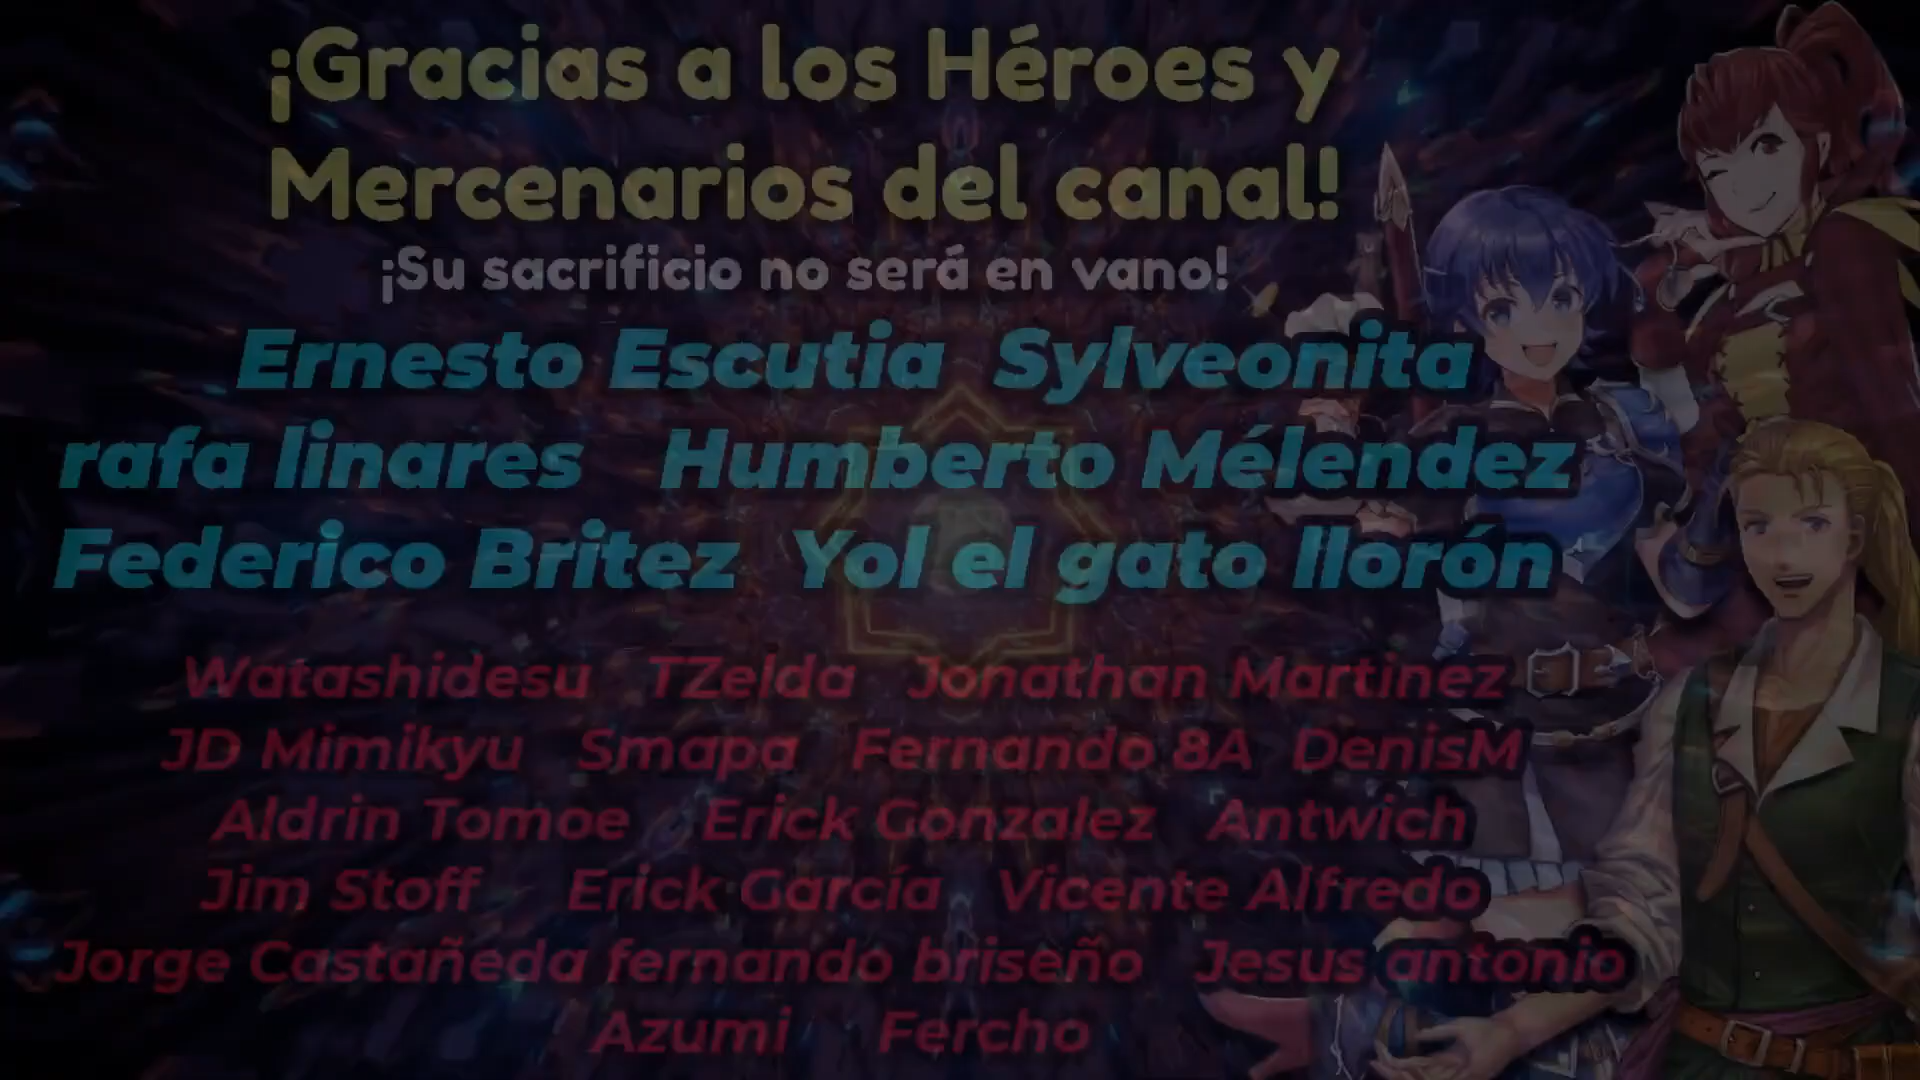 ¡Gracias a los Héroes y
Mercenarios del canal!
¡Su sacrificio no será en vano!
Ernesto Escutia Sylveonita
rafa linares Humberto Mélendez
Federico Britez Yol el gato llorón
Watashidesu TZelda Jonathan Martinez
JD Mimikyu Smapa Fernando 8A DenisM
Aldrin Tomoe Erick Gonzalez Antwich
Jim Stoff Erick García Vicente Alfredo
Jorge Castañeda fernando briseño Jesus antonio
Azumi Fercho